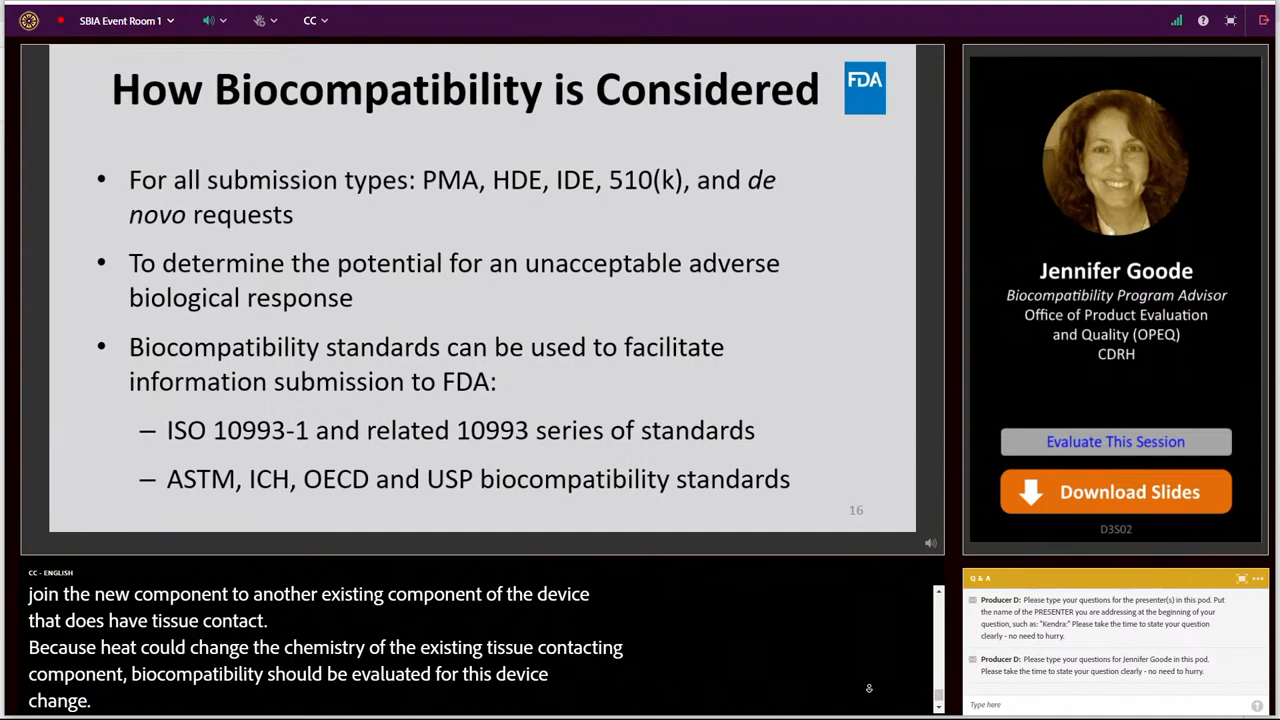 SBIA Event Room 1
CC
How Biocompatibility is Considered
FDA
• For all submission types: PMA, HDE, IDE, 510(k), and de
novo requests
• To determine the potential for an unacceptable adverse
biological response
• Biocompatibility standards can be used to facilitate
information submission to FDA:
– ISO 10993-1 and related 10993 series of standards
– ASTM, ICH, OECD and USP biocompatibility standards
16
Jennifer Goode
Biocompatibility Program Advisor
Office of Product Evaluation
and Quality (OPEQ)
CDRH
Evaluate This Session
Download Slides
D3S02
CC - ENGLISH
join the new component to another existing component of the device
that does have tissue contact.
Because heat could change the chemistry of the existing tissue contacting
component, biocompatibility should be evaluated for this device
change.
Q & A
Producer D: Please type your questions for the presenter(s) in this pod. Put
the name of the PRESENTER you are addressing at the beginning of your
question, such as: "Kendra:" Please take the time to state your question
clearly - no need to hurry.
Producer D: Please type your questions for Jennifer Goode in this pod.
Please take the time to state your question clearly - no need to hurry.
Type here